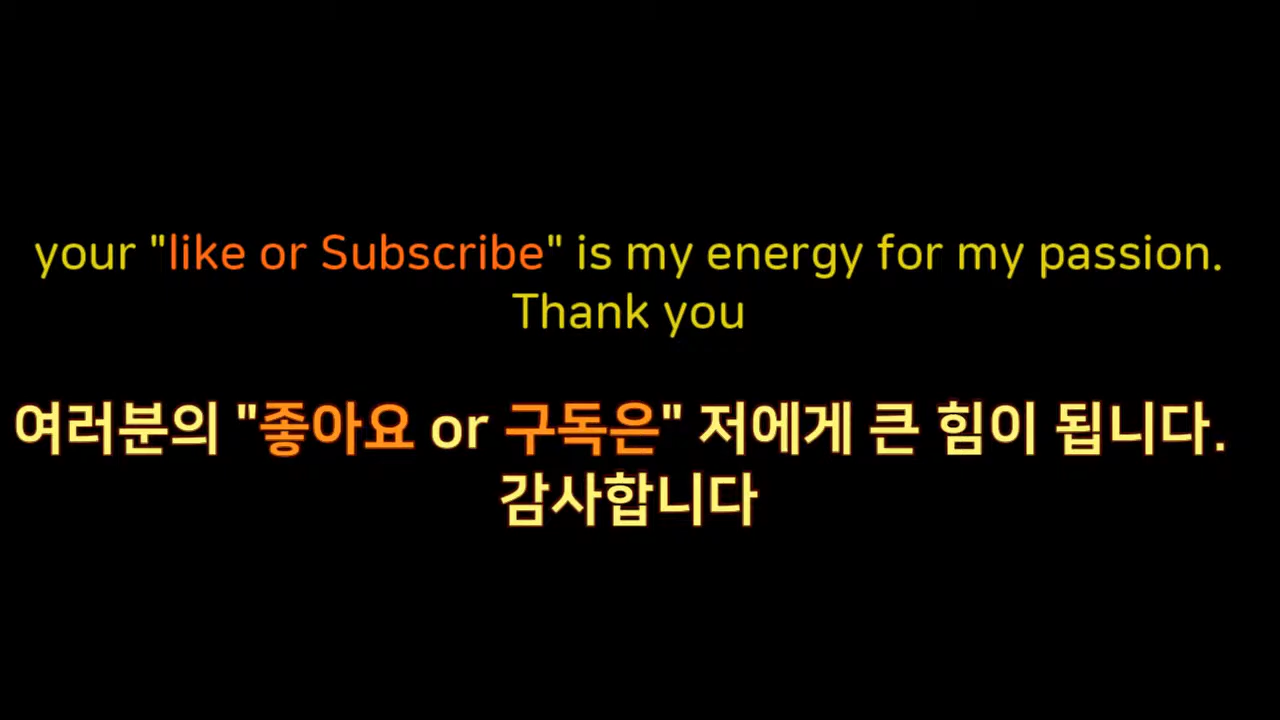 your "like or Subscribe" is my energy for my passion.
Thank you
여러분의 "좋아요 or 구독은" 저에게 큰 힘이 됩니다.
감사합니다